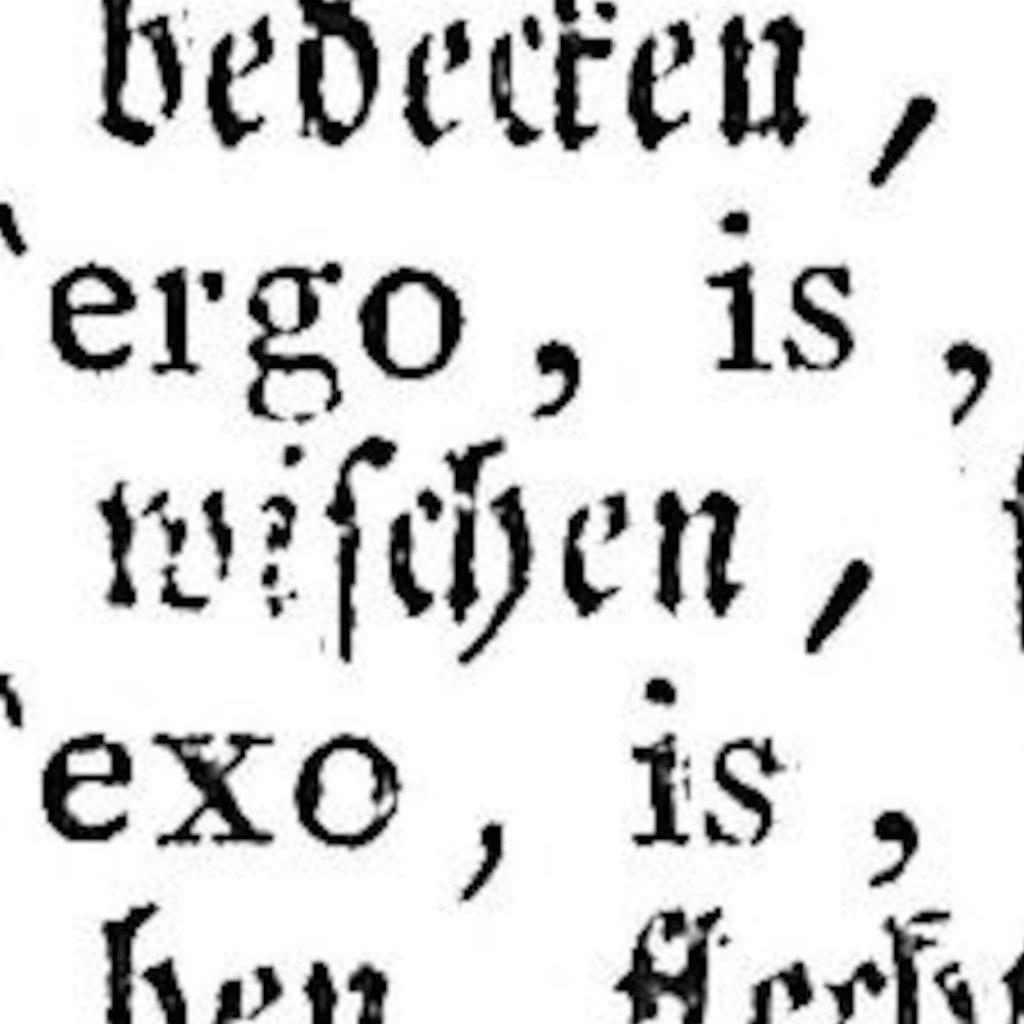 bedecken,
ergo, is,
wischen,
exo, is,